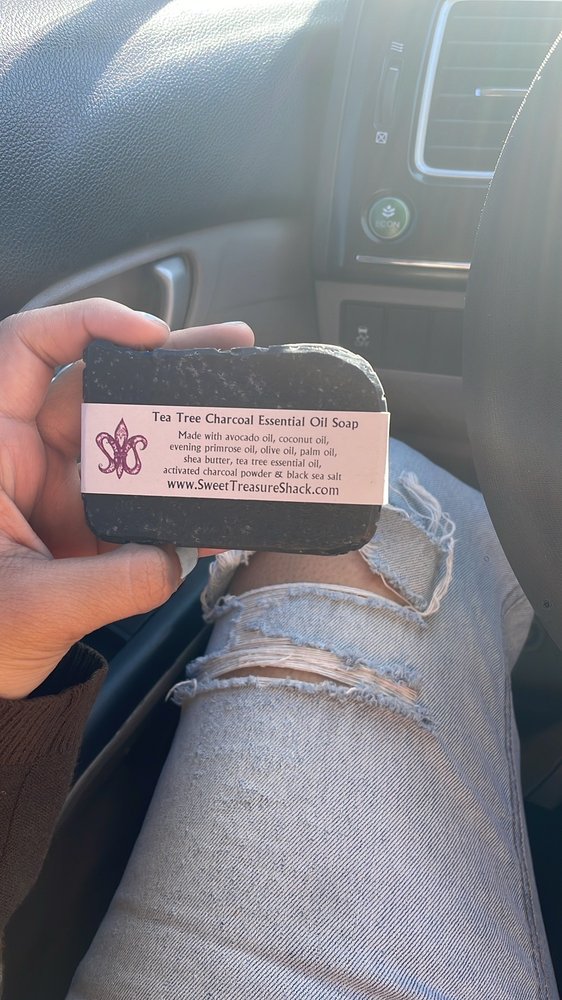 ECON
Tea Tree Charcoal Essential Oil Soap
Made with avocado oil, coconut oil,
evening primrose oil, olive oil, palm oil,
shea butter, tea tree essential oil,
activated charcoal powder & black sea salt
www.SweetTreasureShack.com